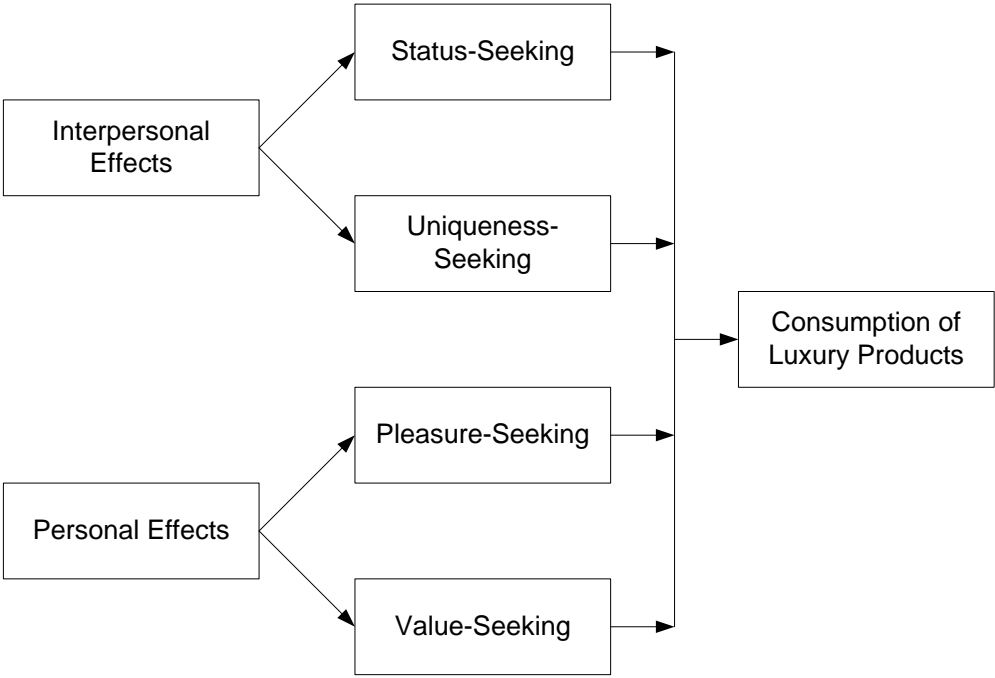 Status-Seeking
Interpersonal
Effects
Uniqueness-
Seeking
Consumption of
Luxury Products
Pleasure-Seeking
Personal Effects
Value-Seeking